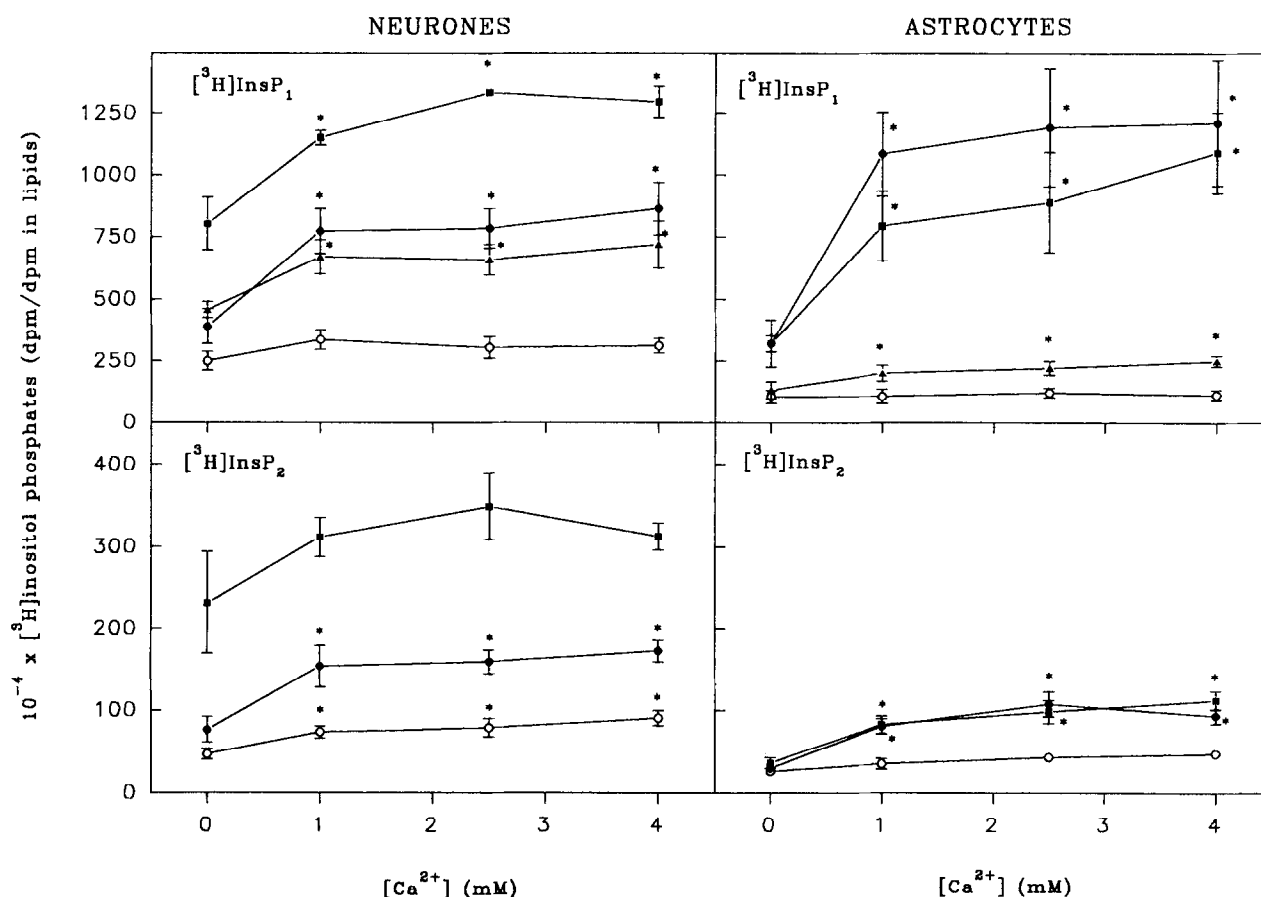 NEURONES
ASTROCYTES
[³H]InsP₁
[³H]InsP₁
1250
1000
750
500
250
0
[³H]InsP₂
[³H]InsP₂
400
300
200
100
0
10⁻⁴ x [³H]inositol phosphates (dpm/dpm in lipids)
0 1 2 3 4
0 1 2 3 4
[Ca²⁺] (mM)
[Ca²⁺] (mM)